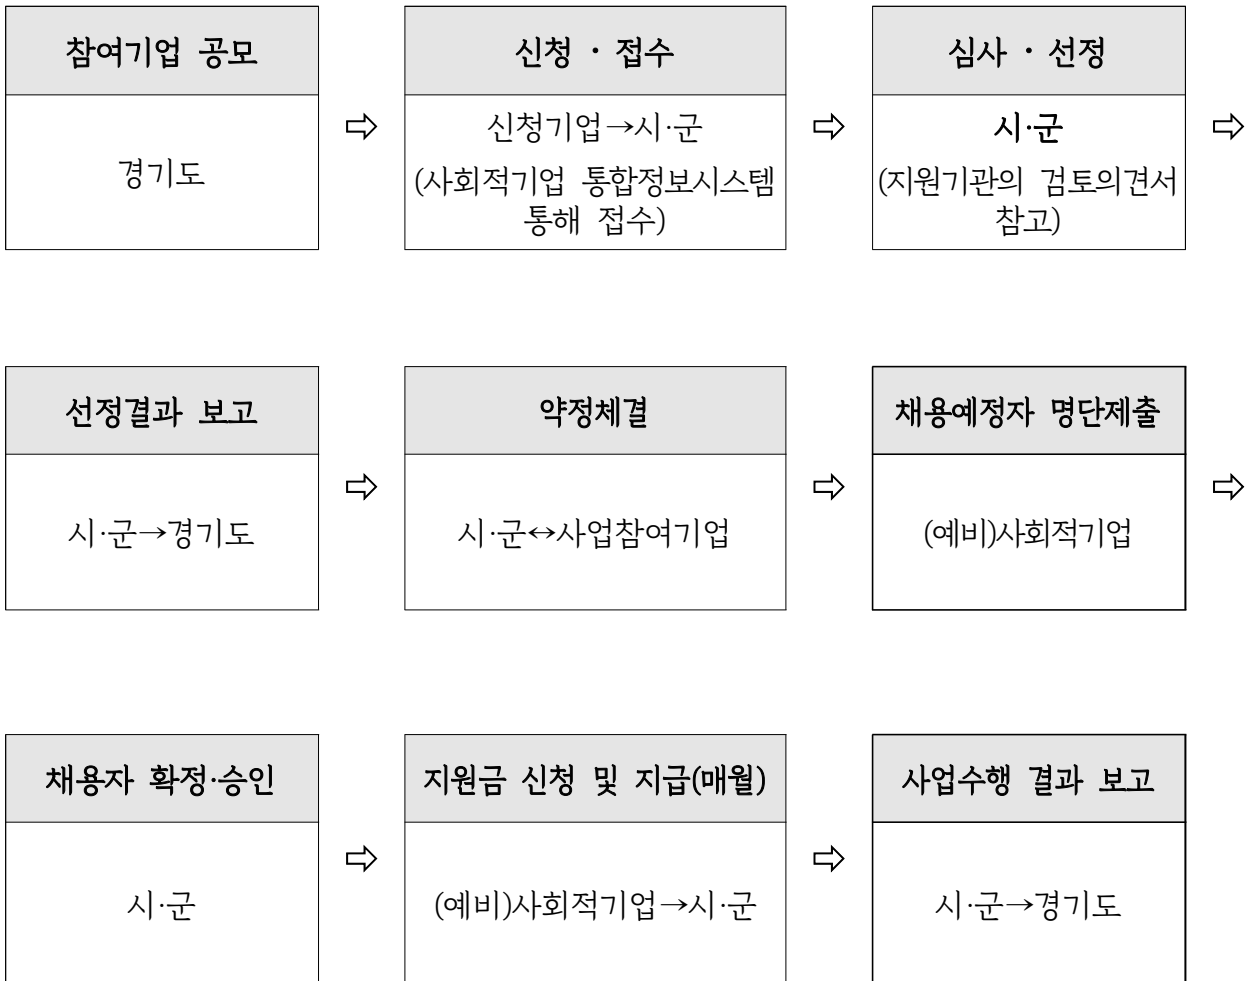 참여기업 공모
경기도
⇨
신청 · 접수
신청기업→시·군
(사회적기업 통합정보시스템
통해 접수)
⇨
심사 · 선정
시·군
(지원기관의 검토의견서
참고)
⇨
선정결과 보고
시·군→경기도
⇨
약정체결
시·군↔사업참여기업
⇨
채용예정자 명단제출
(예비)사회적기업
⇨
채용자 확정·승인
시·군
⇨
지원금 신청 및 지급(매월)
(예비)사회적기업→시·군
⇨
사업수행 결과 보고
시·군→경기도